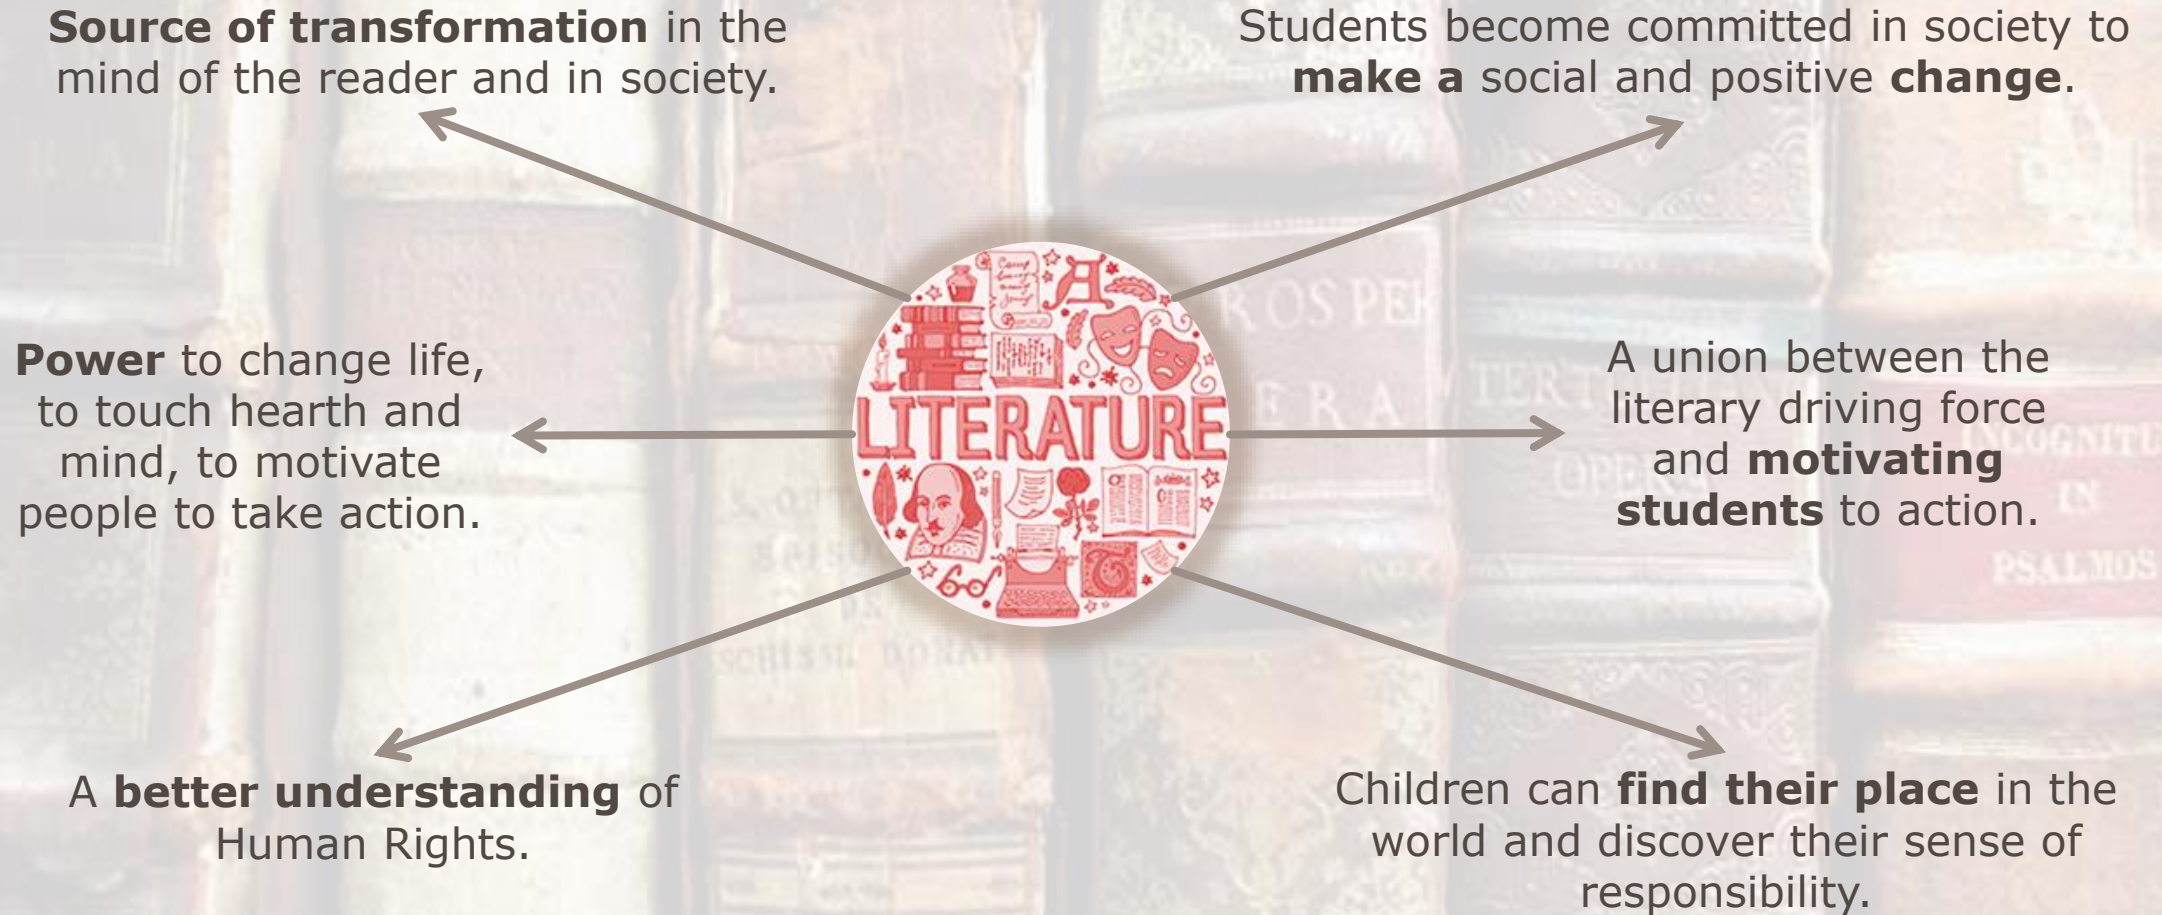 Source of transformation in the
mind of the reader and in society.
Students become committed in society to
make a social and positive change.
Power to change life,
to touch hearth and
mind, to motivate
people to take action.
LITERATURE
A union between the
literary driving force
and motivating
students to action.
A better understanding of
Human Rights.
Children can find their place in the
world and discover their sense of
responsibility.
OPERA
IN
PSALMOS